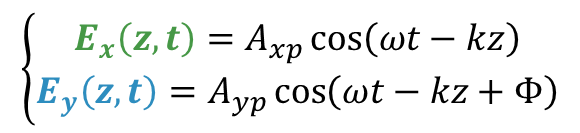 E_x(z,t) = A_xp cos(ωt − kz)
E_y(z,t) = A_yp cos(ωt − kz + Φ)